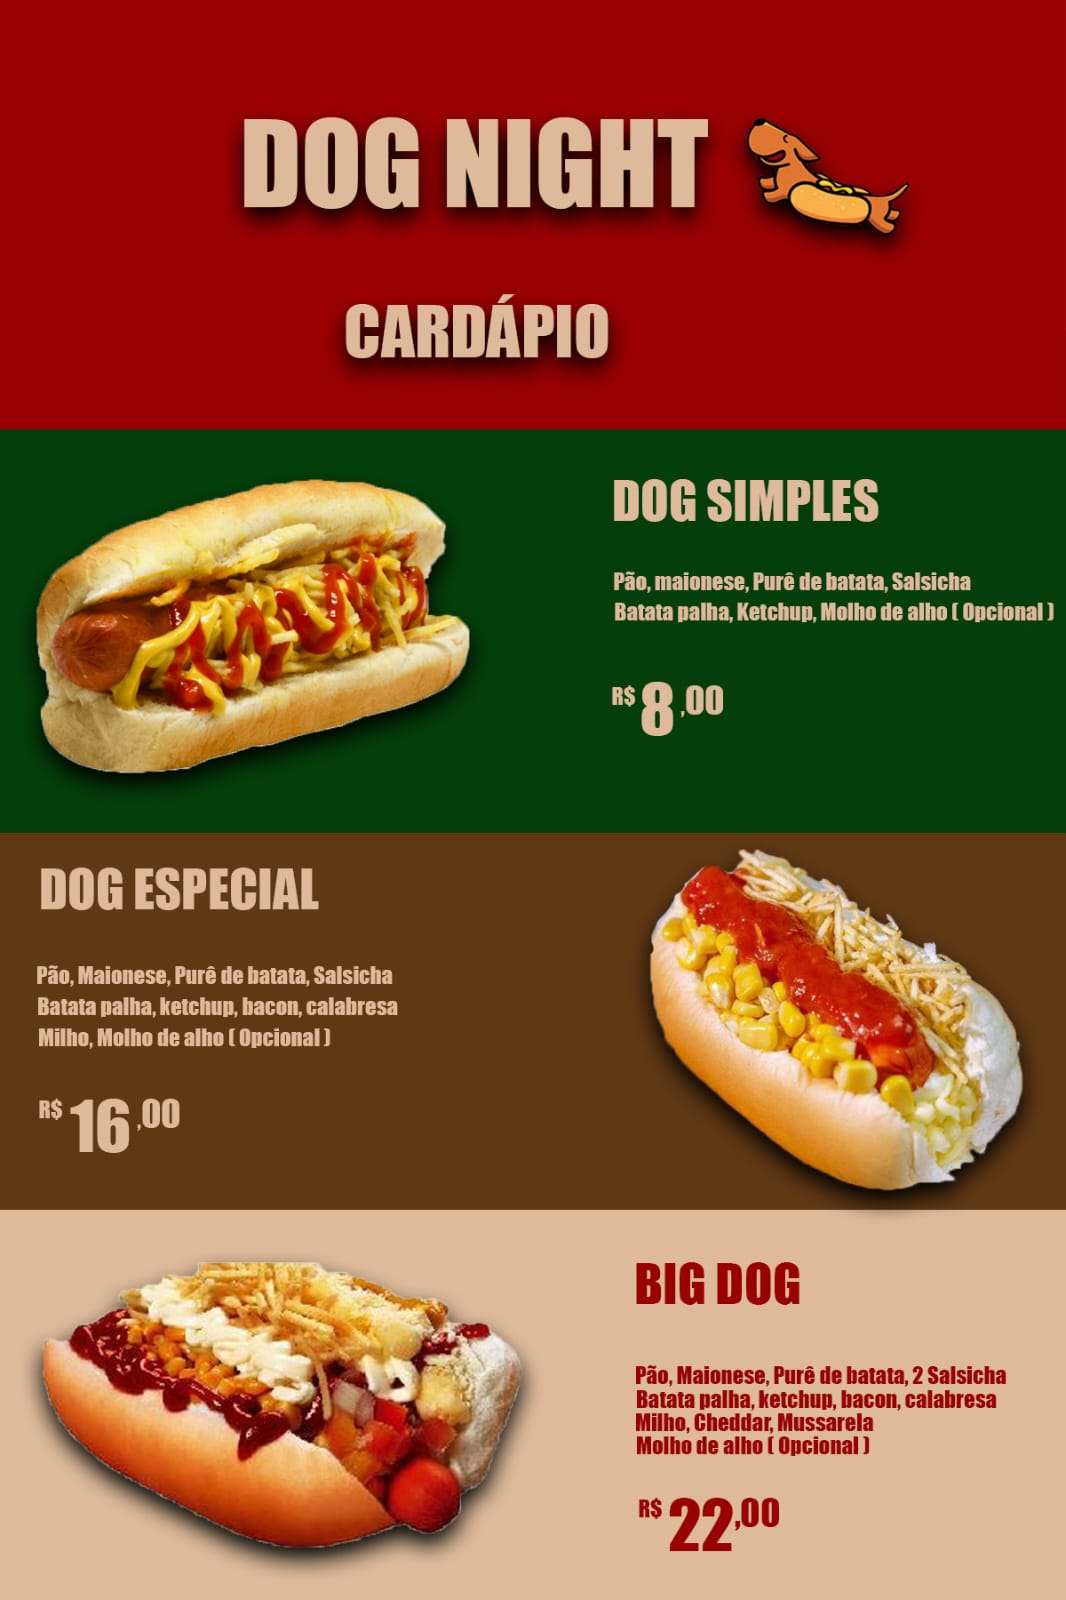 DOG NIGHT
CARDÁPIO
DOG SIMPLES
Pão, maionese, Purê de batata, Salsicha
Batata palha, Ketchup, Molho de alho ( Opcional )
R$ 8,00
DOG ESPECIAL
Pão, Maionese, Purê de batata, Salsicha
Batata palha, ketchup, bacon, calabresa
Milho, Molho de alho ( Opcional )
R$ 16,00
BIG DOG
Pão, Maionese, Purê de batata, 2 Salsicha
Batata palha, ketchup, bacon, calabresa
Milho, Cheddar, Mussarela
Molho de alho ( Opcional )
R$ 22,00